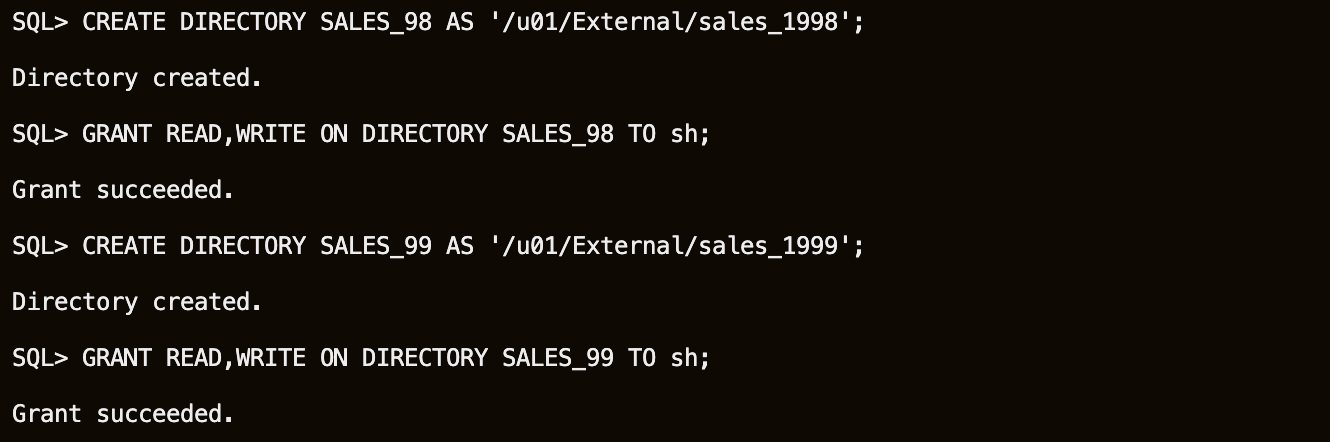 SQL> CREATE DIRECTORY SALES_98 AS '/u01/External/sales_1998';
Directory created.
SQL> GRANT READ,WRITE ON DIRECTORY SALES_98 TO sh;
Grant succeeded.
SQL> CREATE DIRECTORY SALES_99 AS '/u01/External/sales_1999';
Directory created.
SQL> GRANT READ,WRITE ON DIRECTORY SALES_99 TO sh;
Grant succeeded.